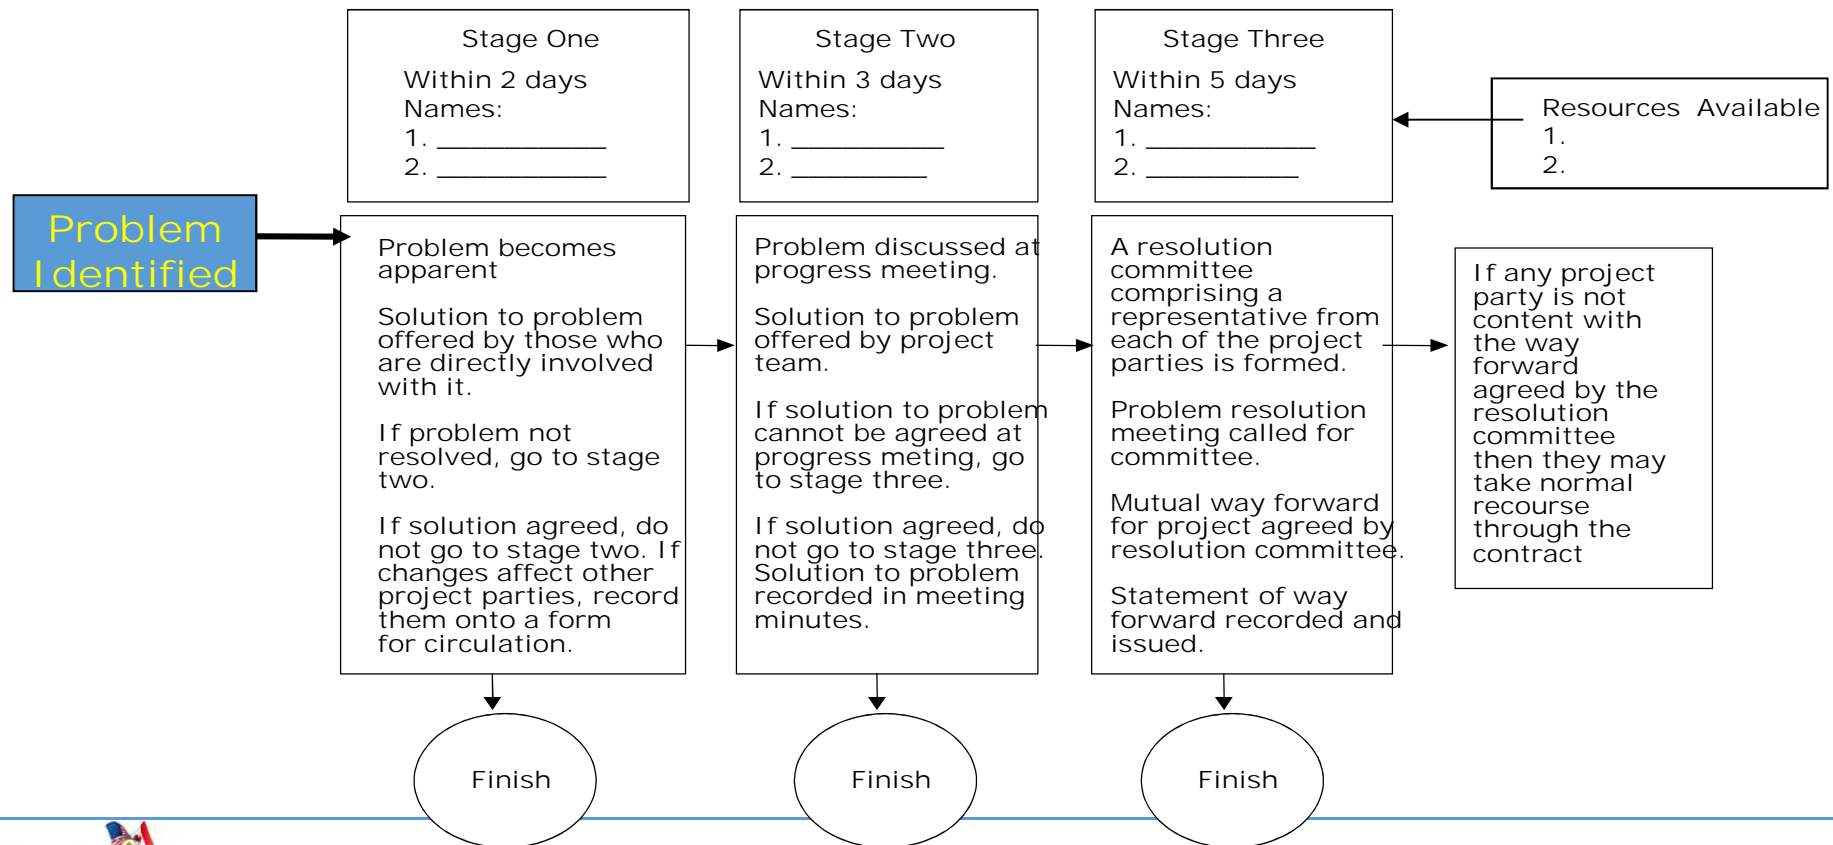 Problem
Identified
Stage One
Within 2 days
Names:
1. __________
2. __________
Problem becomes
apparent
Solution to problem
offered by those who
are directly involved
with it.
If problem not
resolved, go to stage
two.
If solution agreed, do
not go to stage two. If
changes affect other
project parties, record
them onto a form
for circulation.
Finish
Stage Two
Within 3 days
Names:
1. _________
2. ________
Problem discussed at
progress meeting.
Solution to problem
offered by project
team.
If solution to problem
cannot be agreed at
progress meting, go
to stage three.
If solution agreed, do
not go to stage three.
Solution to problem
recorded in meeting
minutes.
Finish
Stage Three
Within 5 days
Names:
1. __________
2. _________
A resolution
committee
comprising a
representative from
each of the project
parties is formed.
Problem resolution
meeting called for
committee.
Mutual way forward
for project agreed by
resolution committee.
Statement of way
forward recorded and
issued.
Finish
Resources Available
1.
2.
If any project
party is not
content with
the way
forward
agreed by the
resolution
committee
then they may
take normal
recourse
through the
contract